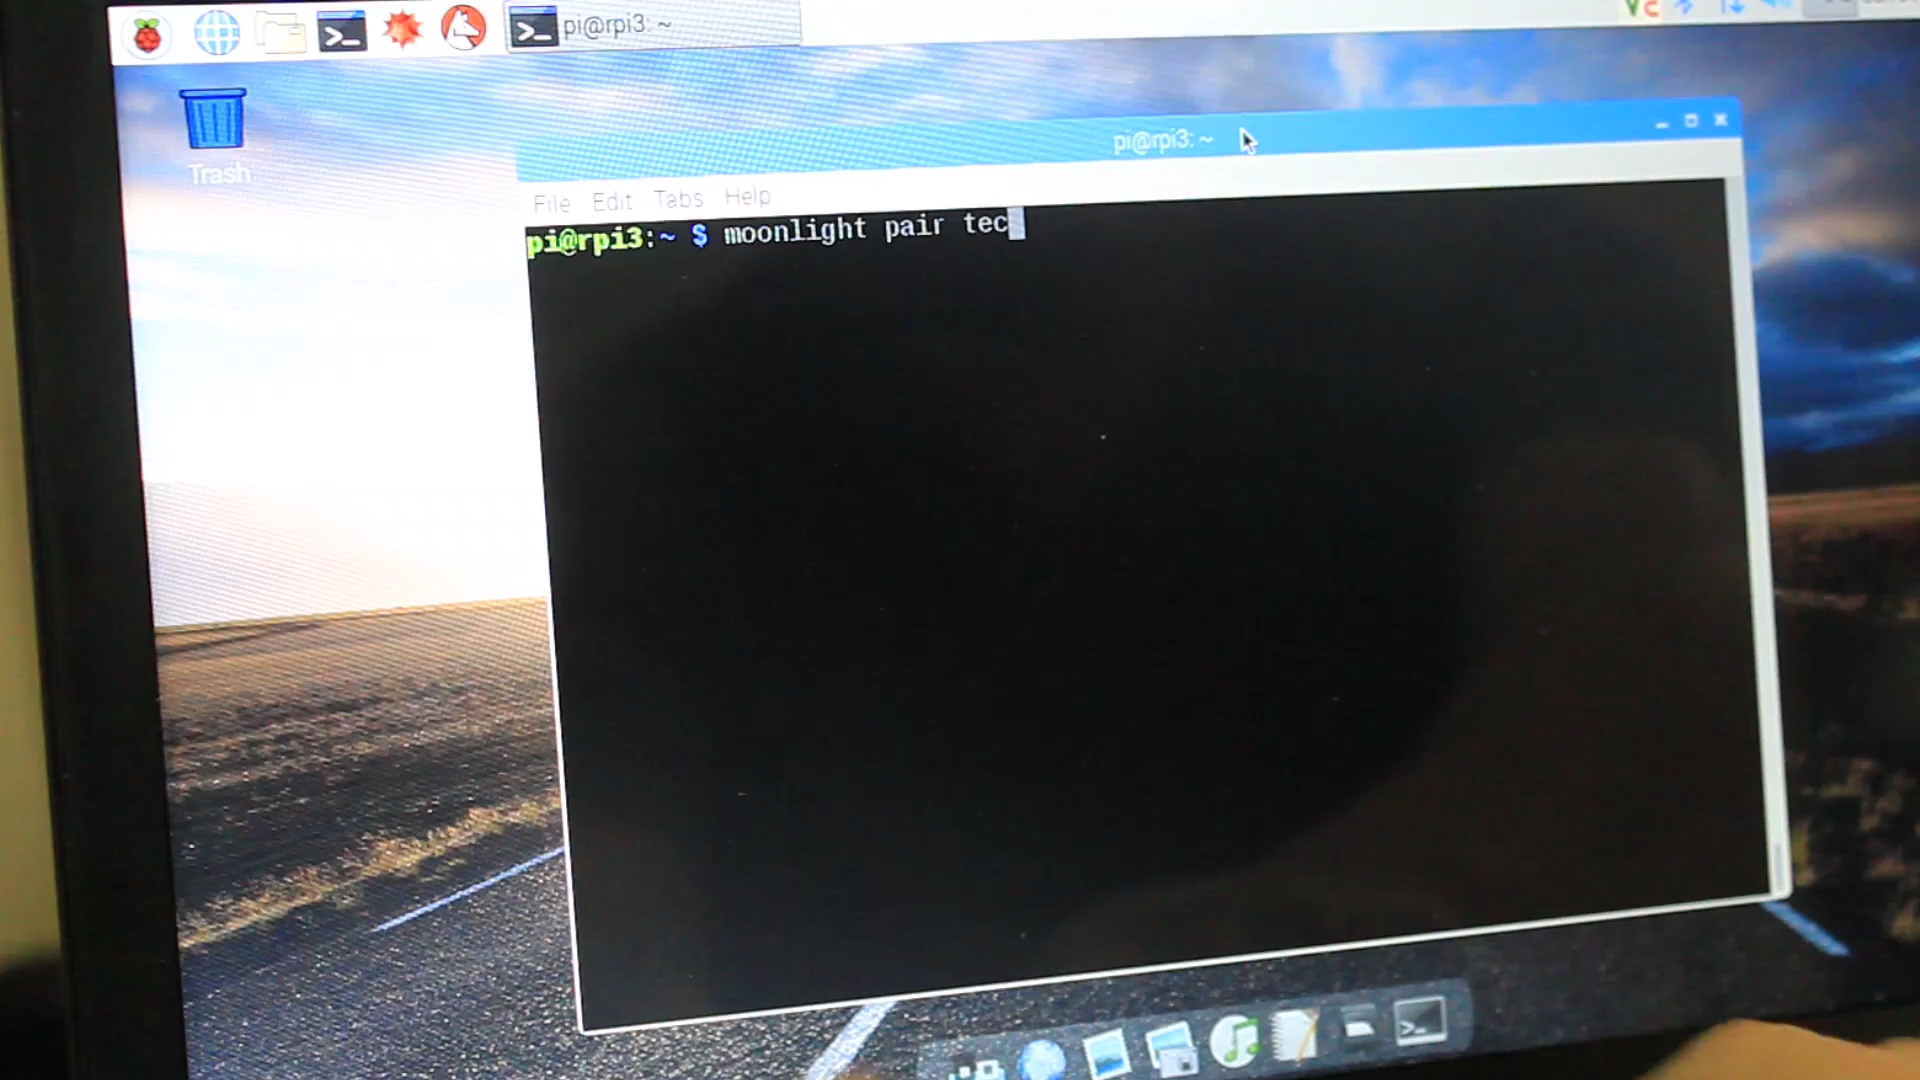 pi@rpi3: ~
Trash
pi@rpi3: ~
File Edit Tabs Help
pi@rpi3:~ $ moonlight pair tec